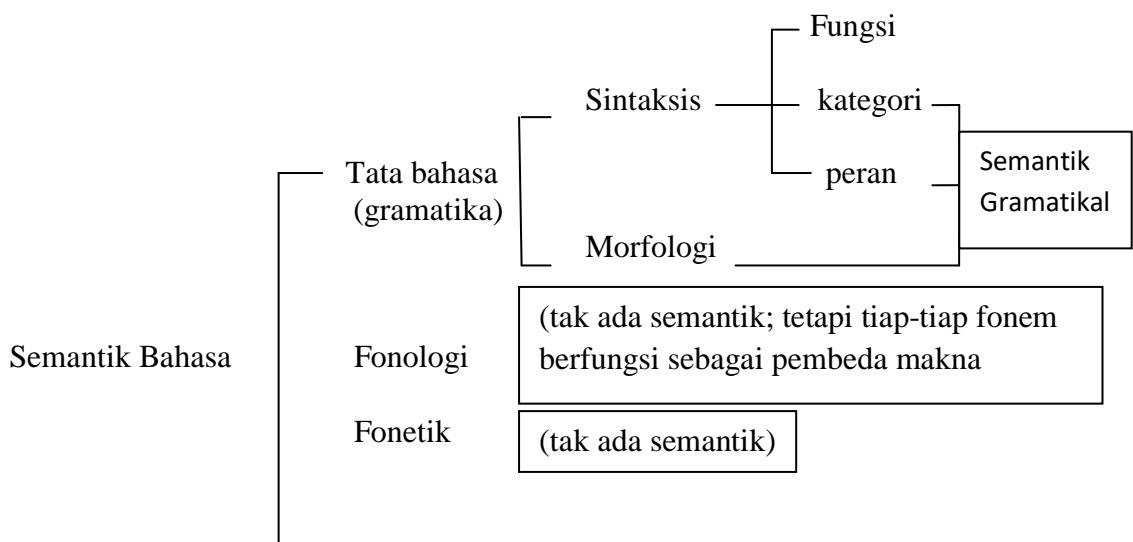 Fungsi
Sintaksis
kategori
Tata bahasa
(gramatika)
peran
Semantik
Gramatikal
Morfologi
(tak ada semantik; tetapi tiap-tiap fonem
berfungsi sebagai pembeda makna
Semantik Bahasa
Fonologi
Fonetik
(tak ada semantik)